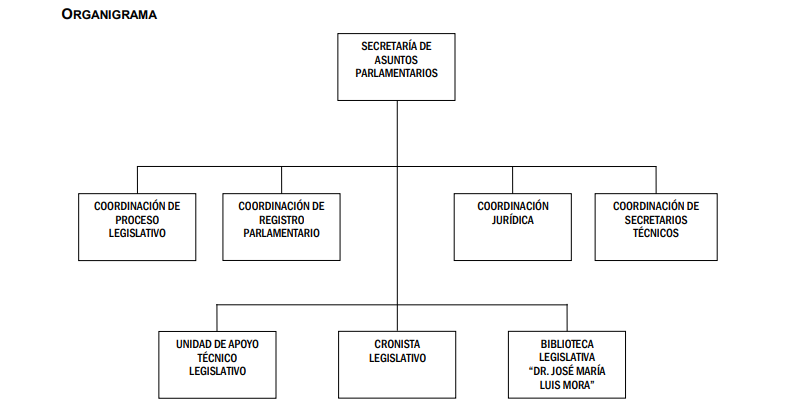 ORGANIGRAMA
SECRETARÍA DE
ASUNTOS
PARLAMENTARIOS
COORDINACIÓN DE
PROCESO
LEGISLATIVO
COORDINACIÓN DE
REGISTRO
PARLAMENTARIO
COORDINACIÓN
JURÍDICA
COORDINACIÓN DE
SECRETARIOS
TÉCNICOS
UNIDAD DE APOYO
TÉCNICO
LEGISLATIVO
CRONISTA
LEGISLATIVO
BIBLIOTECA
LEGISLATIVA
“DR. JOSÉ MARÍA
LUIS MORA”